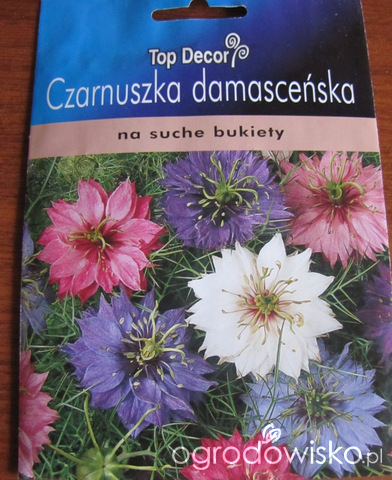 Top Decor
Czarnuszka damasceńska
na suche bukiety
ogrodowisko.pl